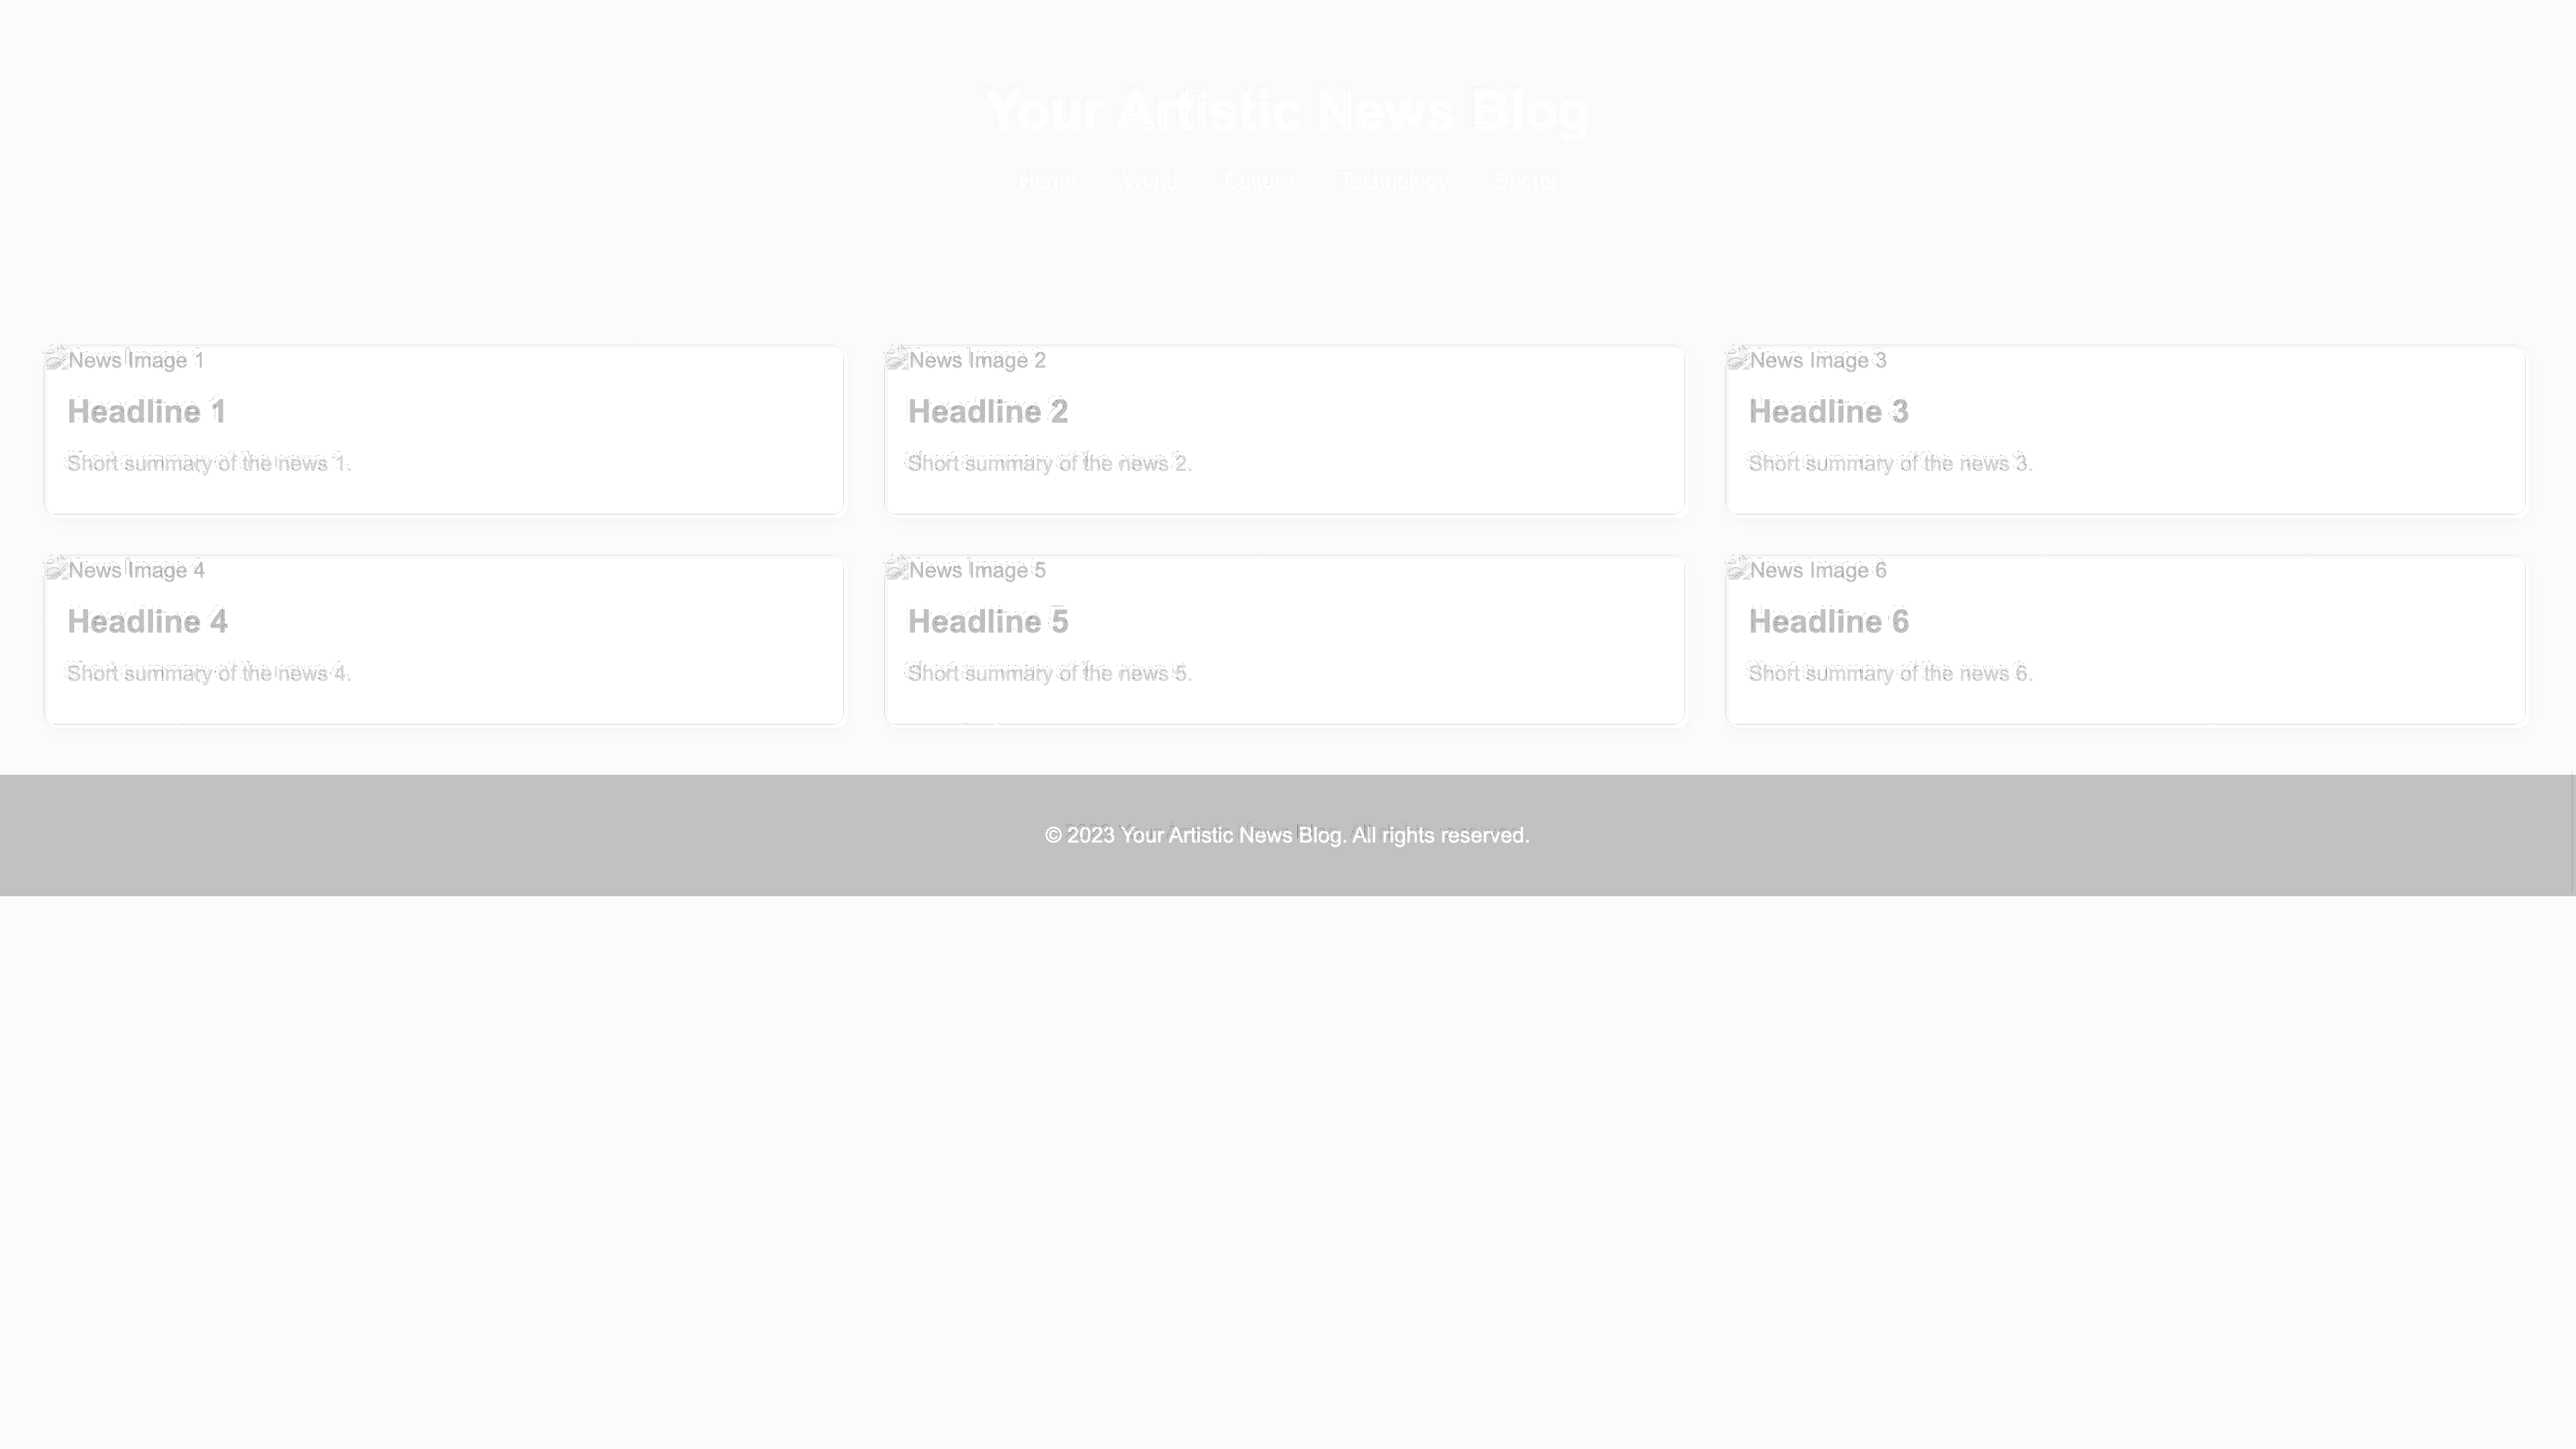 Your Artistic News Blog
Home World Culture Technology Sports
News Image 1
Headline 1
Short summary of the news 1.
News Image 2
Headline 2
Short summary of the news 2.
News Image 3
Headline 3
Short summary of the news 3.
News Image 4
Headline 4
Short summary of the news 4.
News Image 5
Headline 5
Short summary of the news 5.
News Image 6
Headline 6
Short summary of the news 6.
© 2023 Your Artistic News Blog. All rights reserved.